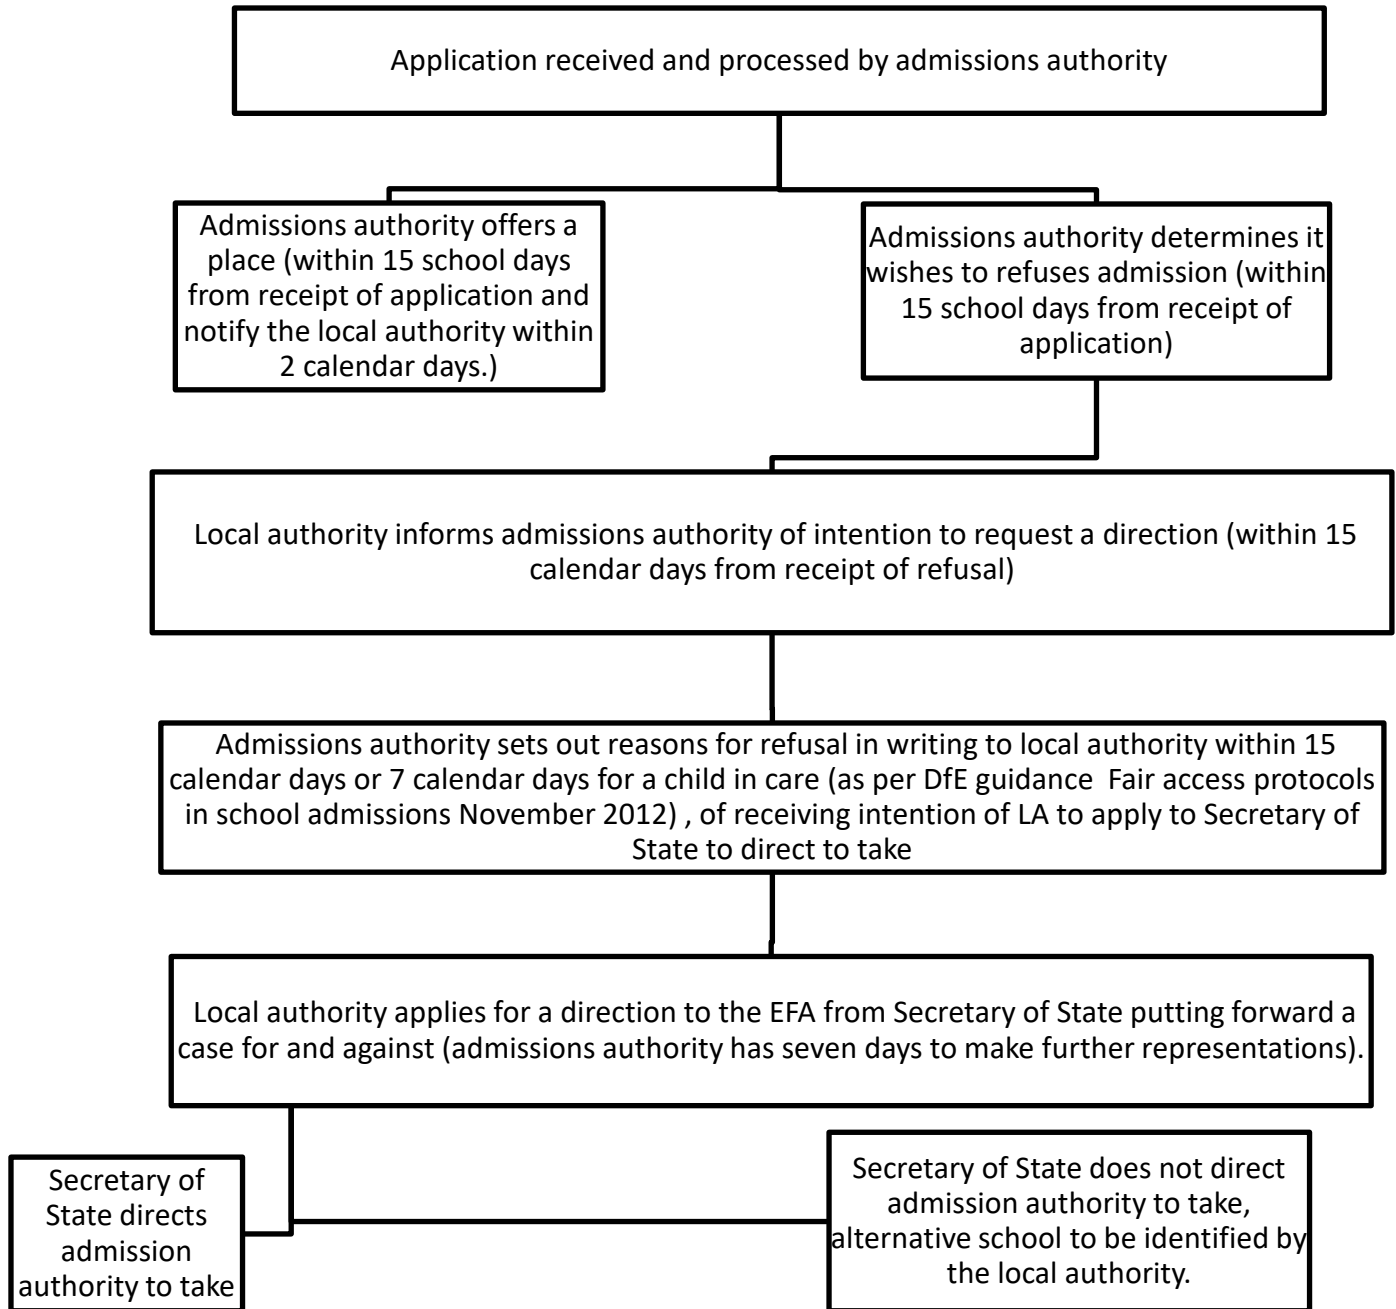 Application received and processed by admissions authority
Admissions authority offers a
place (within 15 school days
from receipt of application and
notify the local authority within
2 calendar days.)
Admissions authority determines it
wishes to refuses admission (within
15 school days from receipt of
application)
Local authority informs admissions authority of intention to request a direction (within 15
calendar days from receipt of refusal)
Admissions authority sets out reasons for refusal in writing to local authority within 15
calendar days or 7 calendar days for a child in care (as per DfE guidance  Fair access protocols
in school admissions November 2012) , of receiving intention of LA to apply to Secretary of
State to direct to take
Local authority applies for a direction to the EFA from Secretary of State putting forward a
case for and against (admissions authority has seven days to make further representations).
Secretary of
State directs
admission
authority to take
Secretary of State does not direct
admission authority to take,
alternative school to be identified by
the local authority.